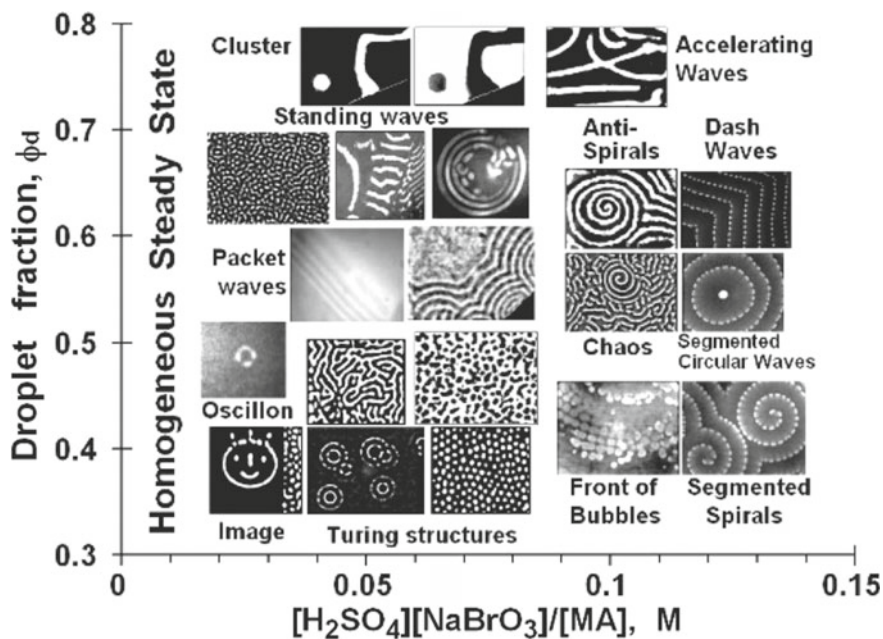 0.8
0.7
0.6
0.5
0.4
0.3
Droplet fraction, ϕd
Homogeneous Steady State
Cluster
Accelerating
Waves
Standing waves
Anti-
Spirals
Dash
Waves
Packet
waves
Chaos
Segmented
Circular Waves
Oscillon
Image
Turing structures
Front of
Bubbles
Segmented
Spirals
0
0.05
0.1
0.15
[H₂SO₄][NaBrO₃]/[MA], M